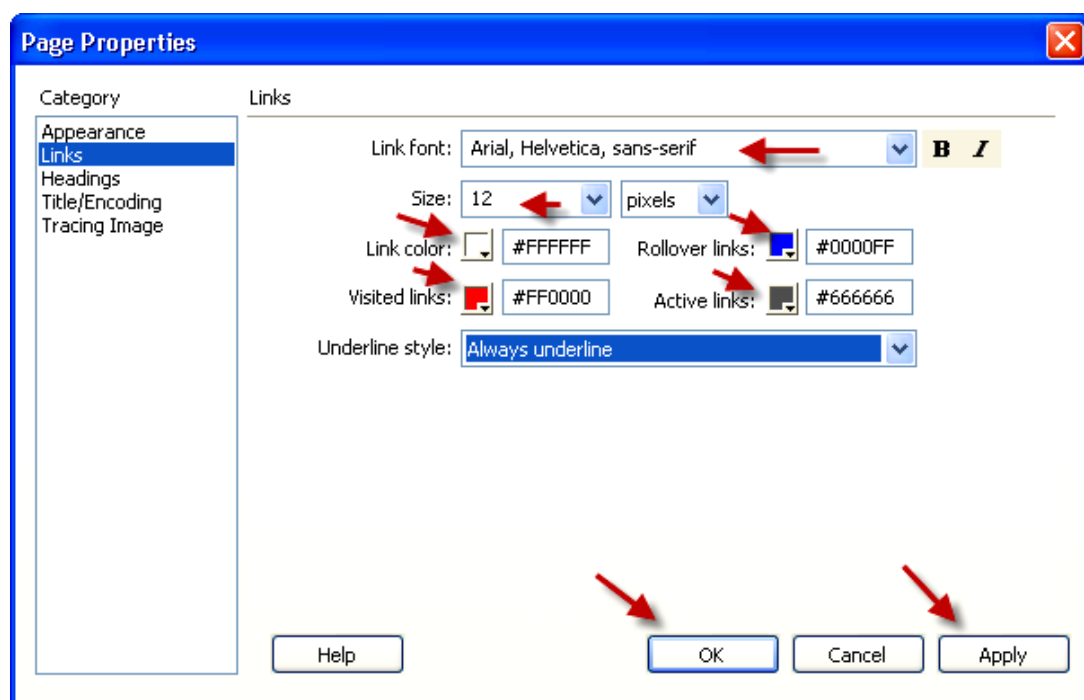 Page Properties
Category
Links
Appearance
Links
Headings
Title/Encoding
Tracing Image
Link font: Arial, Helvetica, sans-serif B I
Size: 12 pixels
Link color: #FFFFFF Rollover links: #0000FF
Visited links: #FF0000 Active links: #666666
Underline style: Always underline
Help OK Cancel Apply